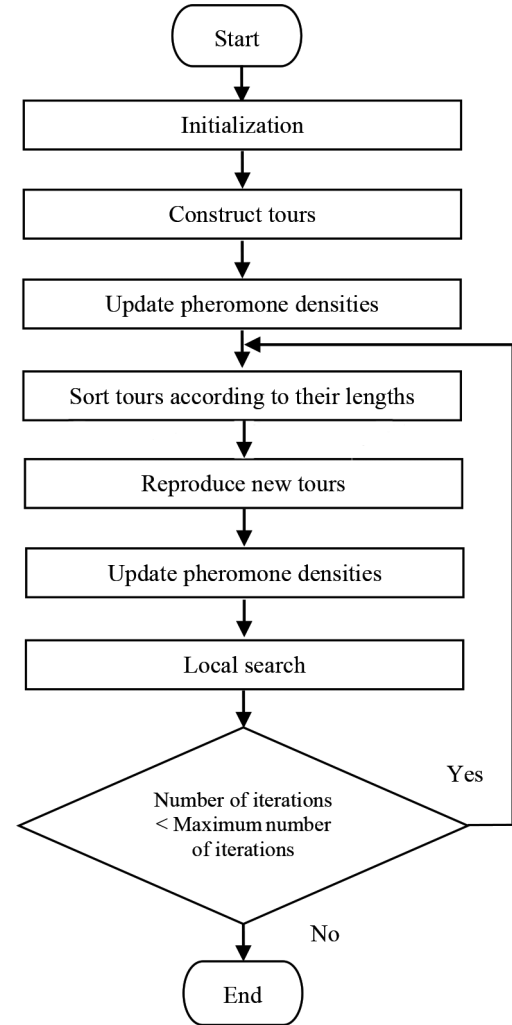 Start
Initialization
Construct tours
Update pheromone densities
Sort tours according to their lengths
Reproduce new tours
Update pheromone densities
Local search
Yes
Number of iterations
< Maximum number
of iterations
No
End